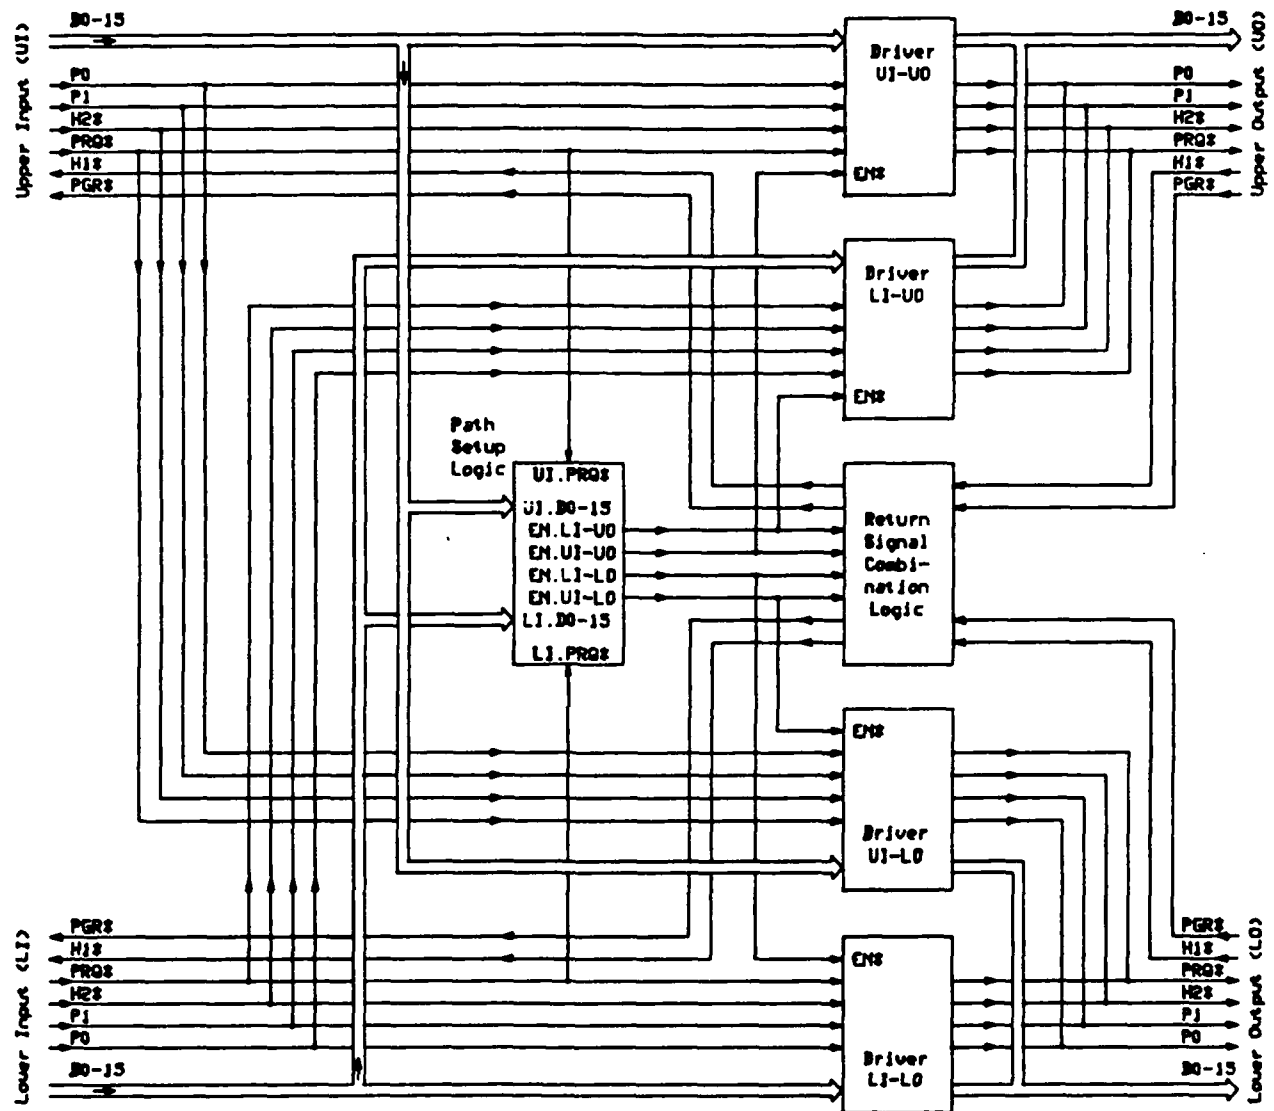 Upper Input (UI)
D0-15
P0
P1
H2*
PRQ*
H1*
PGR*
Driver
UI-UO
EN*
D0-15
P0
P1
H2*
PRQ*
H1*
PGR*
Upper Output (UO)
Driver
LI-UO
EN*
Path
Setup
Logic
UI.PRQ*
UI.D0-15
EN.LI-UO
EN.UI-UO
EN.LI-LO
EN.UI-LO
LI.D0-15
LI.PRQ*
Return
Signal
Combi-
nation
Logic
EN*
Driver
UI-LO
Lower Input (LI)
PGR*
H1*
PRQ*
H2*
P1
P0
D0-15
EN*
Driver
LI-LO
PGR*
H1*
PRQ*
H2*
P1
P0
D0-15
Lower Output (LO)